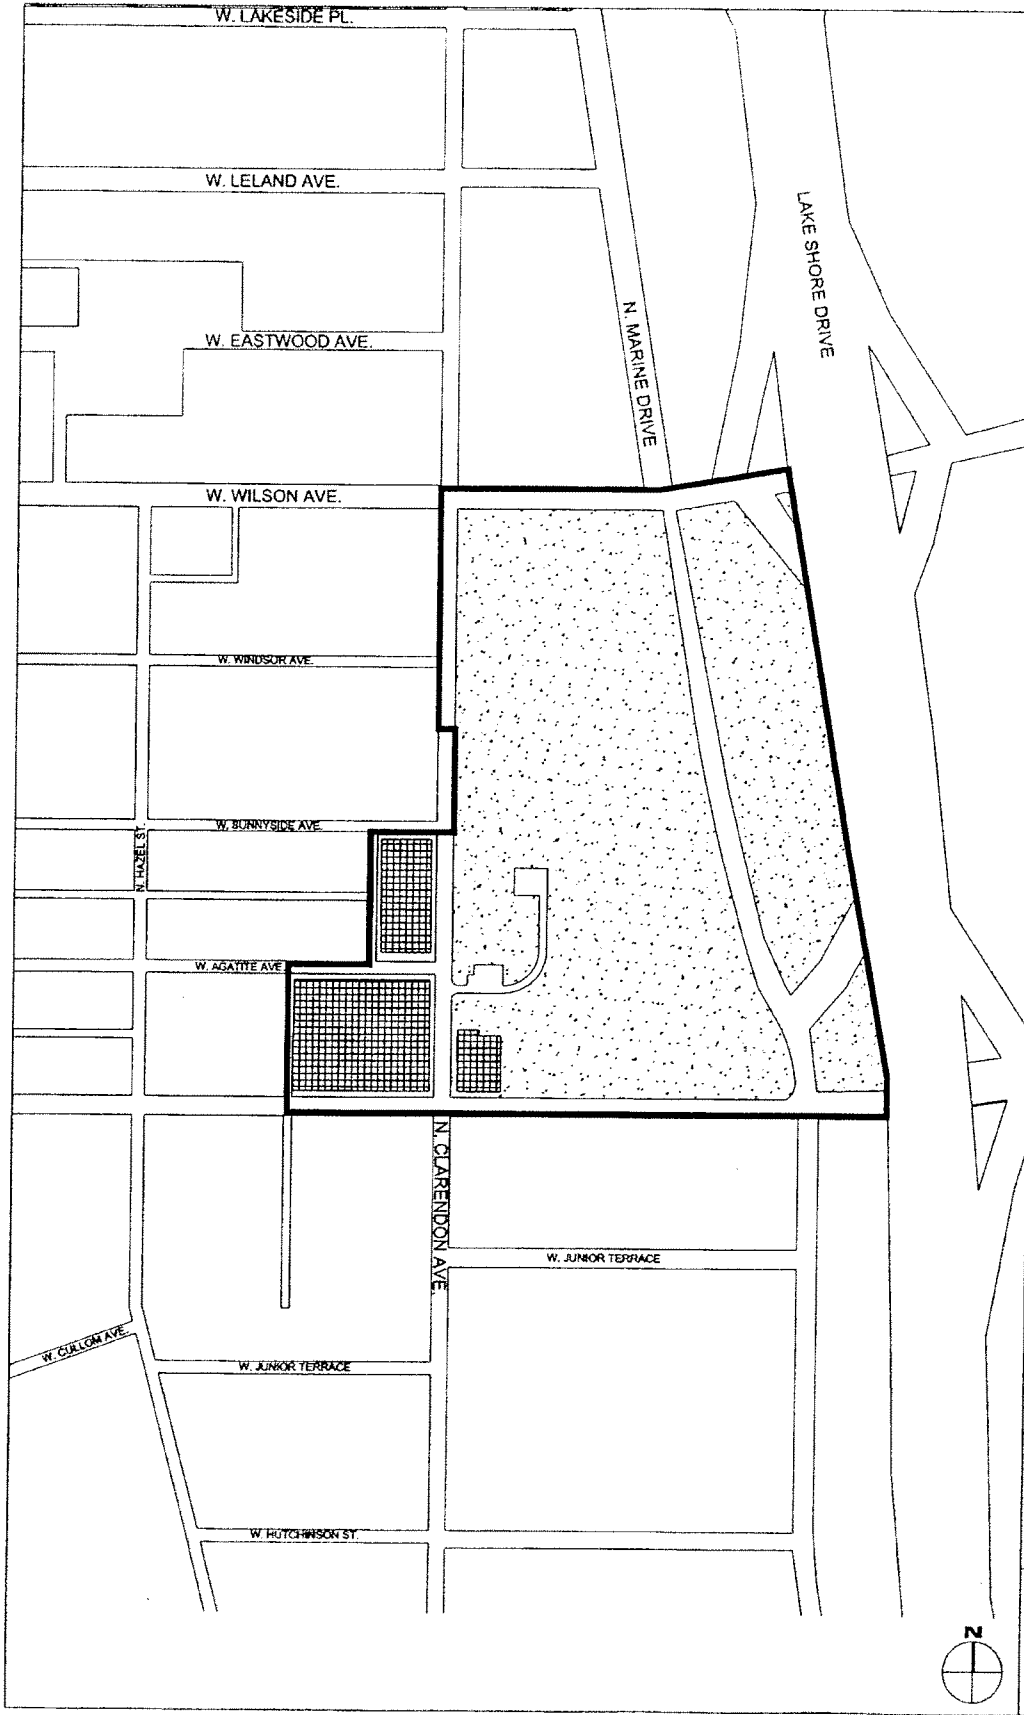 W. LAKESIDE PL.
W. LELAND AVE.
LAKE SHORE DRIVE
N. MARINE DRIVE
W. EASTWOOD AVE.
W. WILSON AVE.
W. WINDSOR AVE.
W. SUNNYSIDE AVE.
N. HAZEL ST.
W. AGATITE AVE
N. CLARENDON AVE.
W. JUNIOR TERRACE
W. CULLOM AVE.
W. JUNIOR TERRACE
W. HUTCHINSON ST.
N